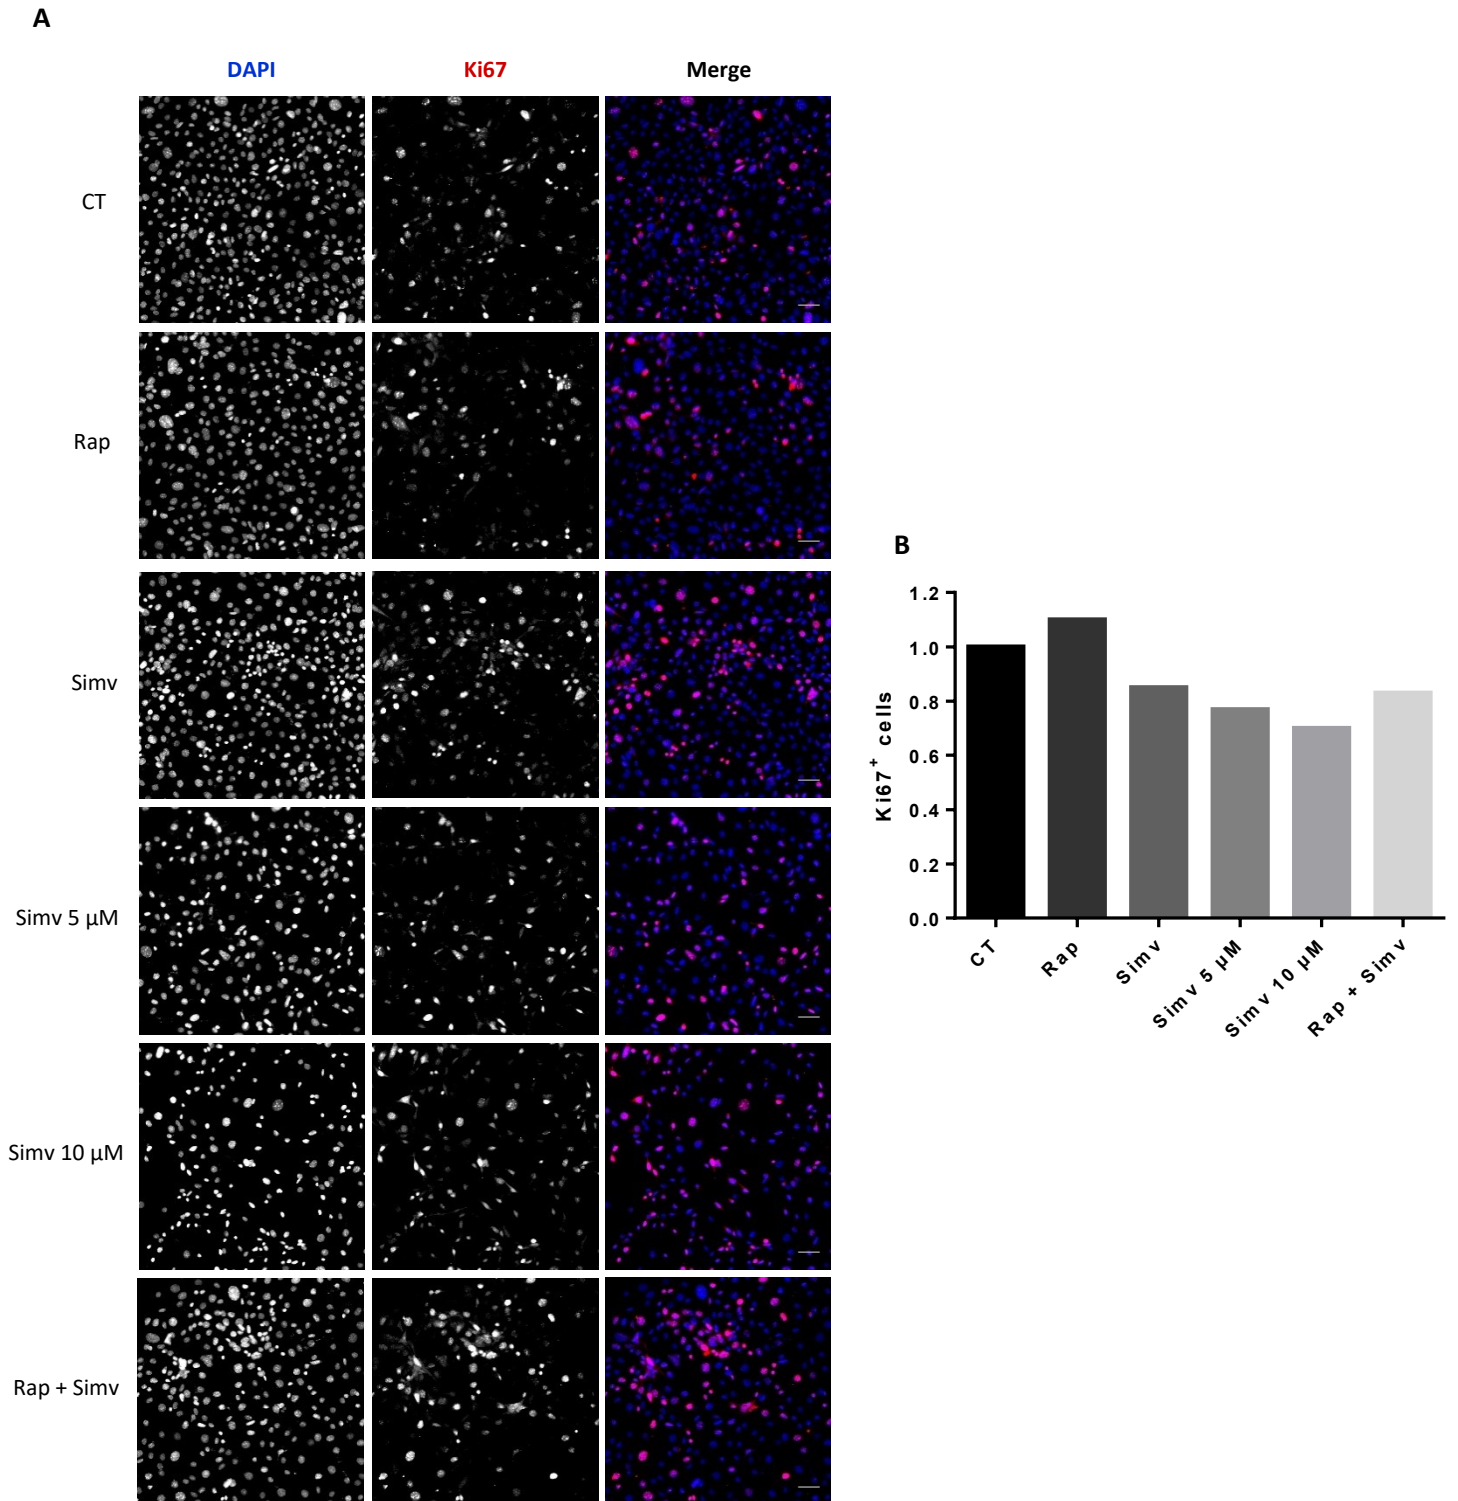 A
DAPI Ki67 Merge
CT
Rap
Simv
Simv 5 µM
Simv 10 µM
Rap + Simv
B
1.2
1.0
0.8
0.6
0.4
0.2
0.0
Ki67+ cells
CT
Rap
Simv
Simv 5 µM
Simv 10 µM
Rap + Simv